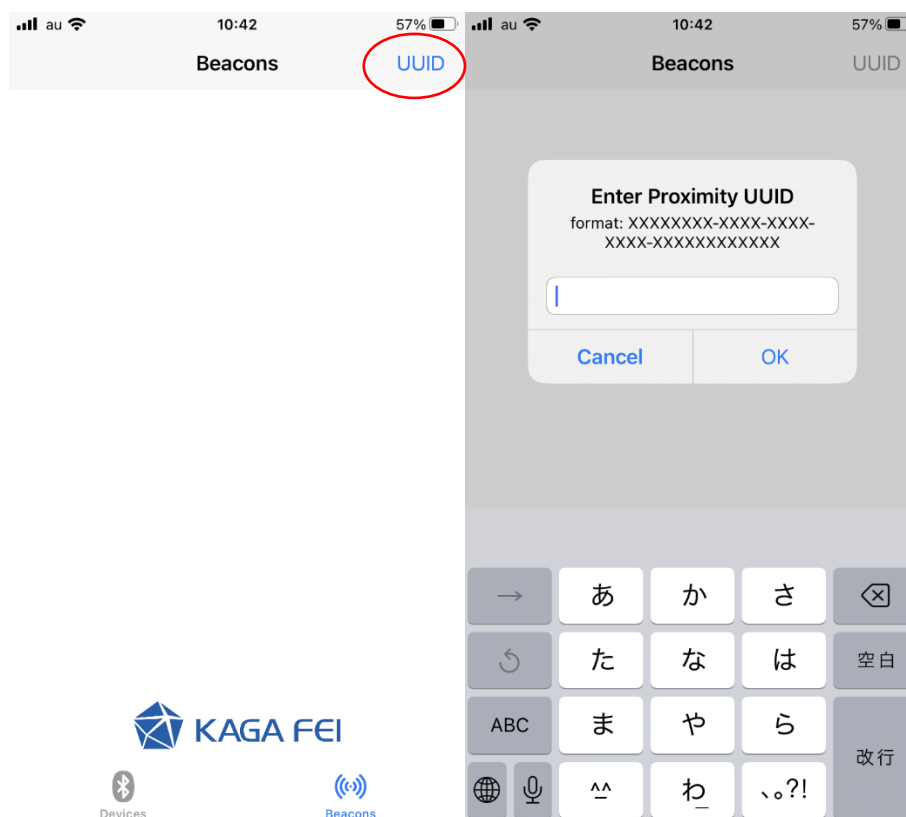 au
10:42
57%
Beacons
UUID
KAGA FEI
Devices
Beacons
au
10:42
57%
Beacons
UUID
Enter Proximity UUID
format: XXXXXXXX-XXXX-XXXX-
XXXX-XXXXXXXXXXXX
Cancel
OK
→ あ か さ
た な は 空白
ABC ま や ら 改行
^^ わ 、。?!